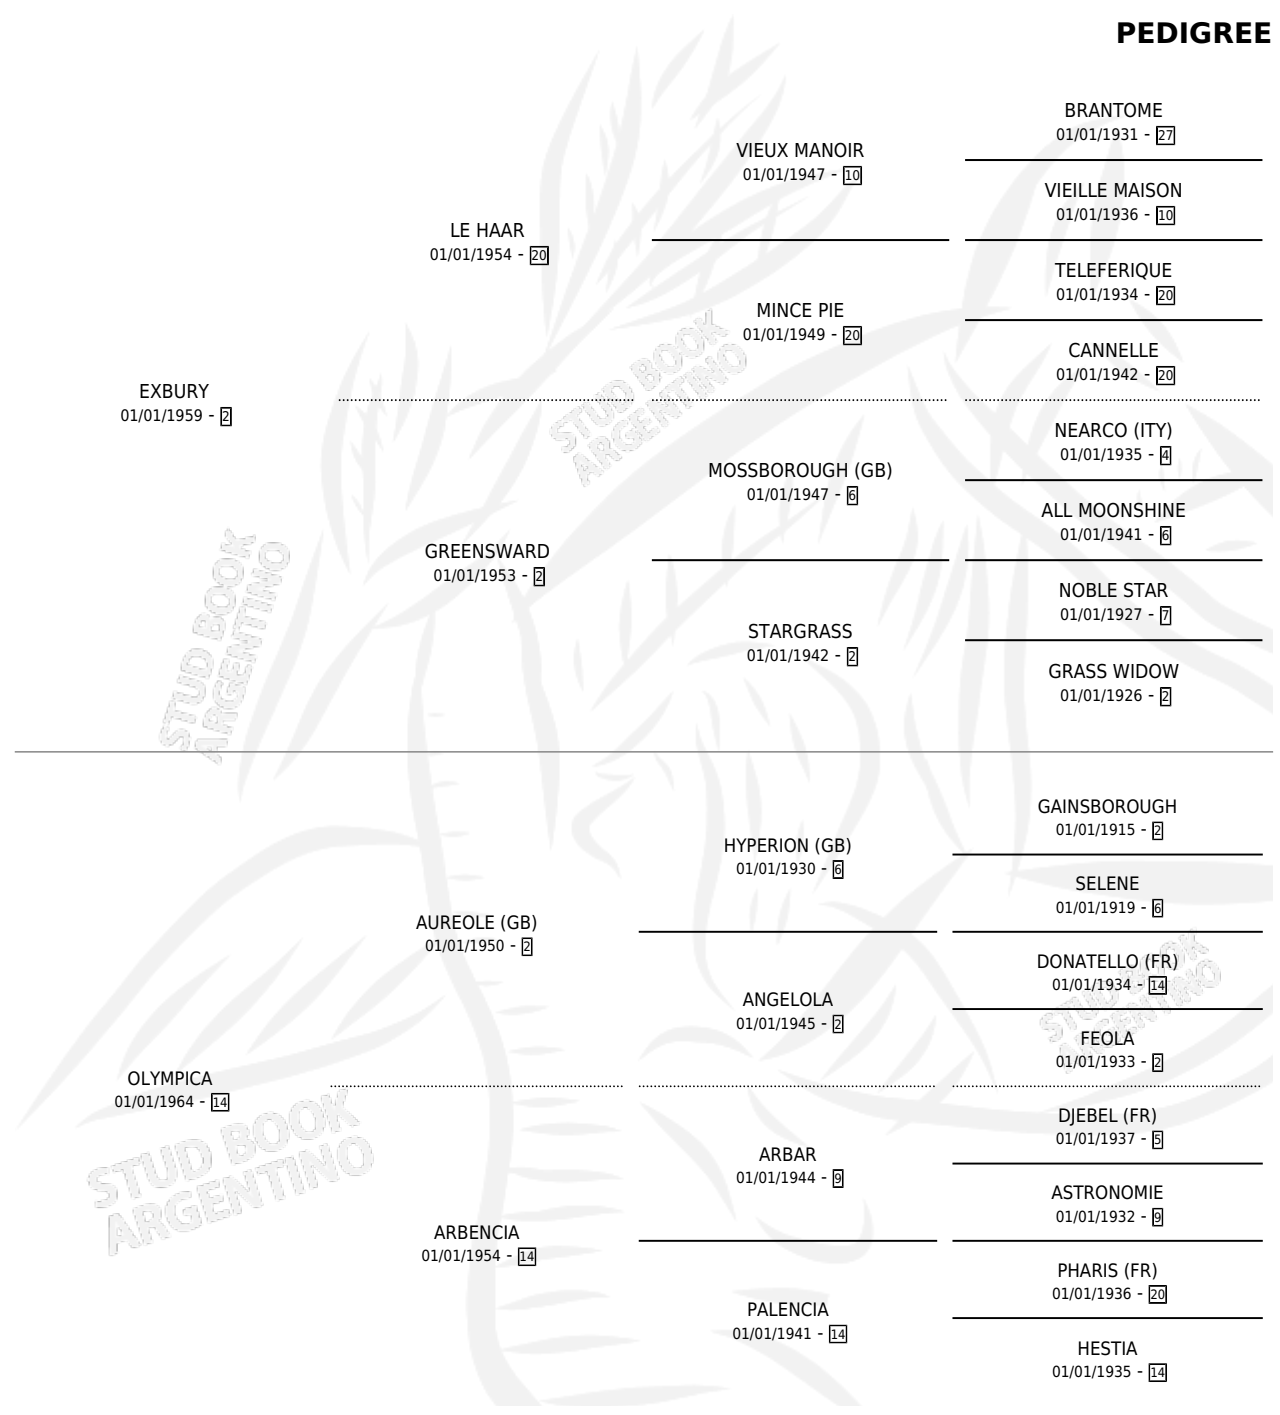 PEDIGREE
BRANTOME
01/01/1931 - 27
VIEUX MANOIR
01/01/1947 - 10
VIEILLE MAISON
01/01/1936 - 10
LE HAAR
01/01/1954 - 20
TELEFERIQUE
01/01/1934 - 20
MINCE PIE
01/01/1949 - 20
CANNELLE
01/01/1942 - 20
EXBURY
01/01/1959 - 2
NEARCO (ITY)
01/01/1935 - 4
MOSSBOROUGH (GB)
01/01/1947 - 6
ALL MOONSHINE
01/01/1941 - 6
GREENSWARD
01/01/1953 - 2
NOBLE STAR
01/01/1927 - 7
STARGRASS
01/01/1942 - 2
GRASS WIDOW
01/01/1926 - 2
GAINSBOROUGH
01/01/1915 - 2
HYPERION (GB)
01/01/1930 - 6
SELENE
01/01/1919 - 6
AUREOLE (GB)
01/01/1950 - 2
DONATELLO (FR)
01/01/1934 - 14
ANGELOLA
01/01/1945 - 2
FEOLA
01/01/1933 - 2
OLYMPICA
01/01/1964 - 14
DJEBEL (FR)
01/01/1937 - 5
ARBAR
01/01/1944 - 9
ASTRONOMIE
01/01/1932 - 9
ARBENCIA
01/01/1954 - 14
PHARIS (FR)
01/01/1936 - 20
PALENCIA
01/01/1941 - 14
HESTIA
01/01/1935 - 14
STUD BOOK
ARGENTINO
STUD BOOK
ARGENTINO
STUD BOOK
ARGENTINO
STUD BOOK
ARGENTINO